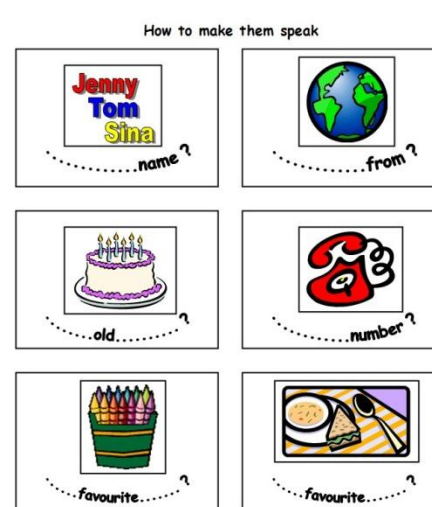 How to make them speak
Jenny
Tom
Sina
.............name?
.............from?
......old........?
.............number?
.....favourite......?
.....favourite......?